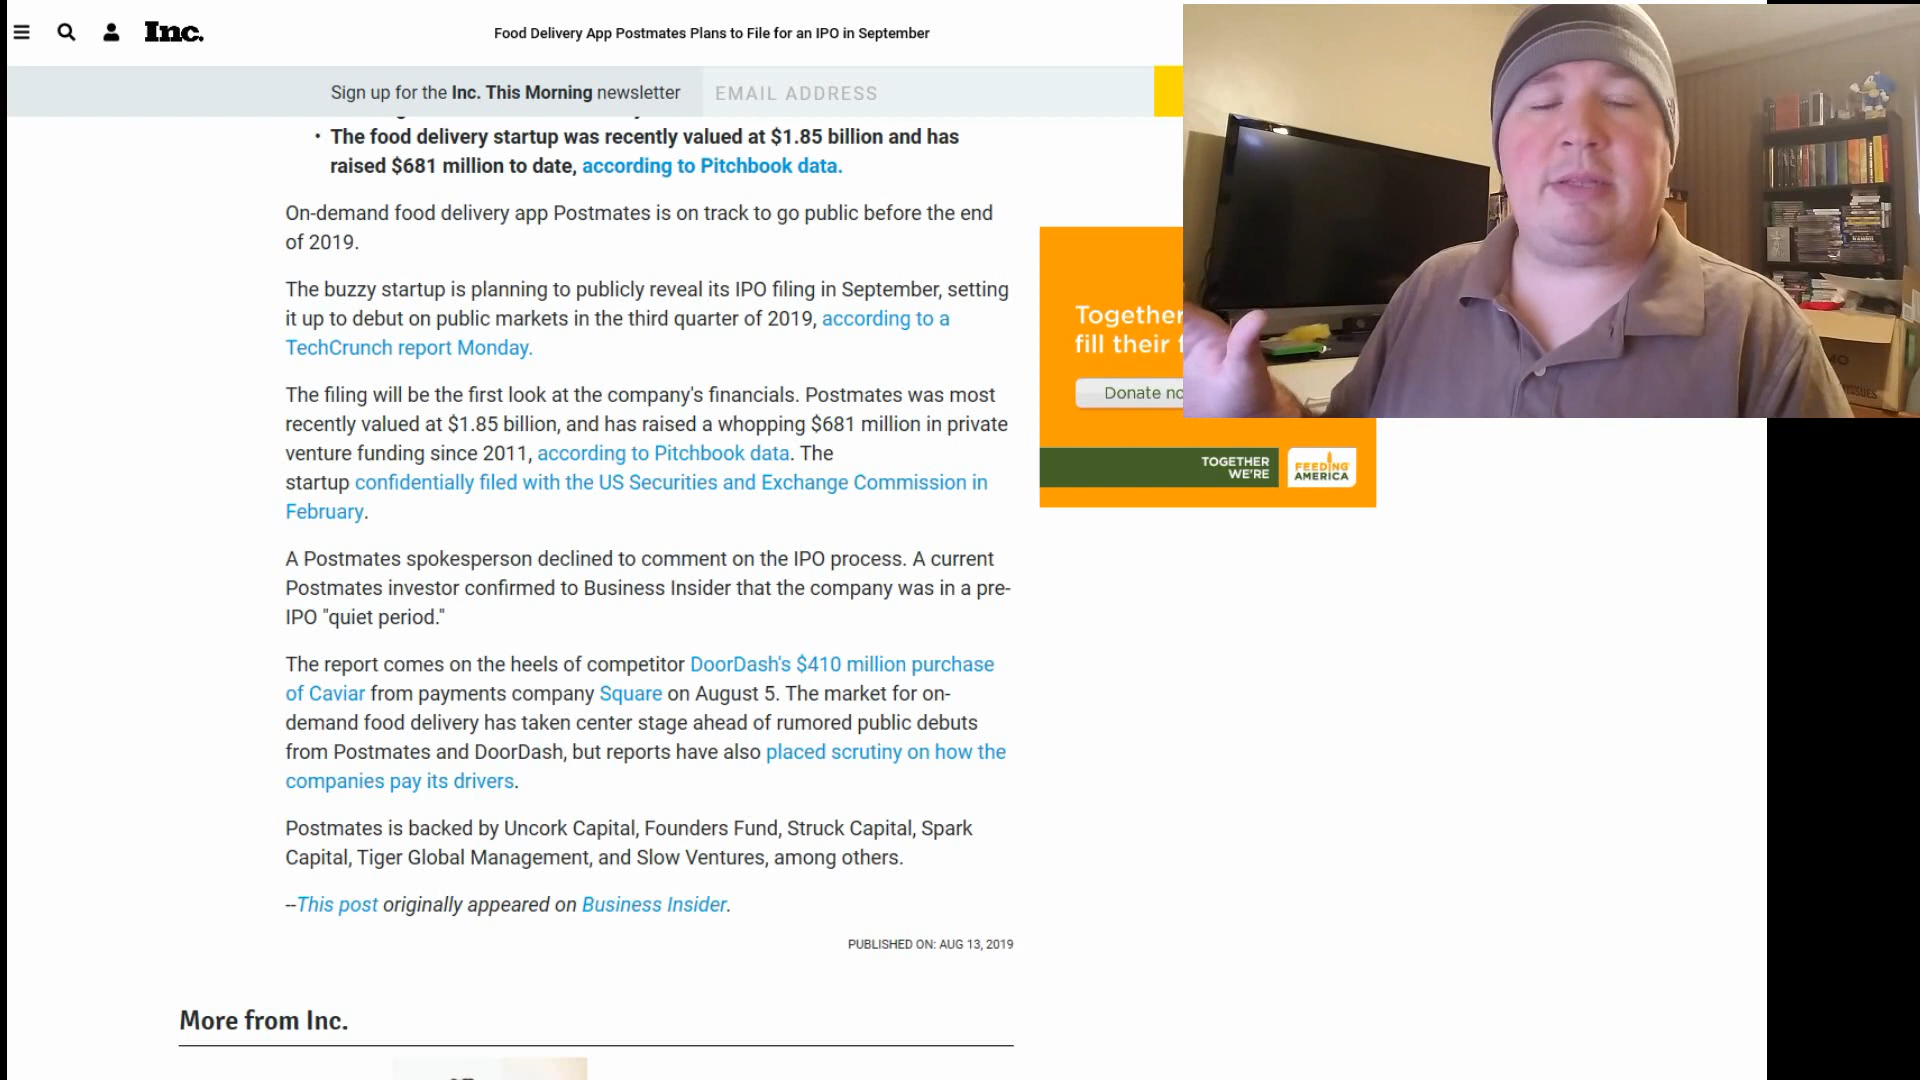 Inc.
Food Delivery App Postmates Plans to File for an IPO in September
Sign up for the Inc. This Morning newsletter
EMAIL ADDRESS
• The food delivery startup was recently valued at $1.85 billion and has
raised $681 million to date, according to Pitchbook data.
On-demand food delivery app Postmates is on track to go public before the end
of 2019.
The buzzy startup is planning to publicly reveal its IPO filing in September, setting
it up to debut on public markets in the third quarter of 2019, according to a
TechCrunch report Monday.
The filing will be the first look at the company's financials. Postmates was most
recently valued at $1.85 billion, and has raised a whopping $681 million in private
venture funding since 2011, according to Pitchbook data. The
startup confidentially filed with the US Securities and Exchange Commission in
February.
A Postmates spokesperson declined to comment on the IPO process. A current
Postmates investor confirmed to Business Insider that the company was in a pre-
IPO "quiet period."
The report comes on the heels of competitor DoorDash's $410 million purchase
of Caviar from payments company Square on August 5. The market for on-
demand food delivery has taken center stage ahead of rumored public debuts
from Postmates and DoorDash, but reports have also placed scrutiny on how the
companies pay its drivers.
Postmates is backed by Uncork Capital, Founders Fund, Struck Capital, Spark
Capital, Tiger Global Management, and Slow Ventures, among others.
--This post originally appeared on Business Insider.
PUBLISHED ON: AUG 13, 2019
More from Inc.
Together
fill their
Donate no
TOGETHER
WE'RE
FEEDING
AMERICA